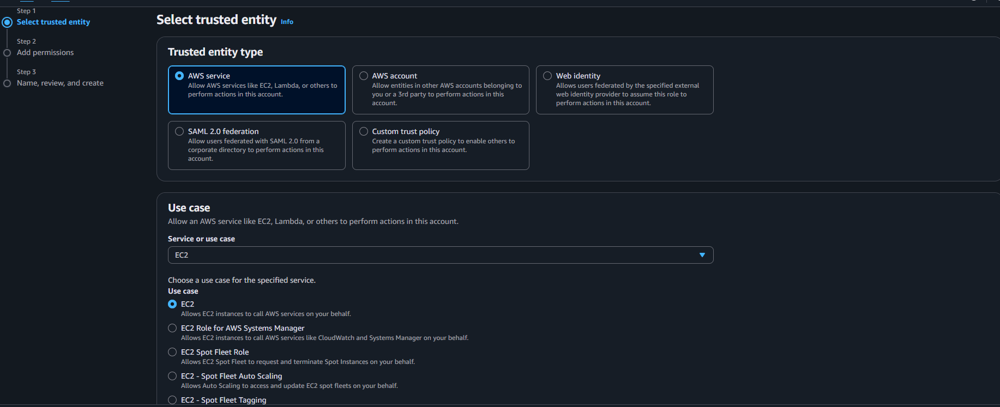 Step 1
Select trusted entity
Step 2
Add permissions
Step 3
Name, review, and create
Select trusted entity Info
Trusted entity type
AWS service
Allow AWS services like EC2, Lambda, or others to
perform actions in this account.
AWS account
Allow entities in other AWS accounts belonging to
you or a 3rd party to perform actions in this
account.
Web identity
Allows users federated by the specified external
web identity provider to assume this role to
perform actions in this account.
SAML 2.0 federation
Allow users federated with SAML 2.0 from a
corporate directory to perform actions in this
account.
Custom trust policy
Create a custom trust policy to enable others to
perform actions in this account.
Use case
Allow an AWS service like EC2, Lambda, or others to perform actions in this account.
Service or use case
EC2
Choose a use case for the specified service.
Use case
EC2
Allows EC2 instances to call AWS services on your behalf.
EC2 Role for AWS Systems Manager
Allows EC2 instances to call AWS services like CloudWatch and Systems Manager on your behalf.
EC2 Spot Fleet Role
Allows EC2 Spot Fleet to request and terminate Spot Instances on your behalf.
EC2 - Spot Fleet Auto Scaling
Allows Auto Scaling to access and update EC2 spot fleets on your behalf.
EC2 - Spot Fleet Tagging